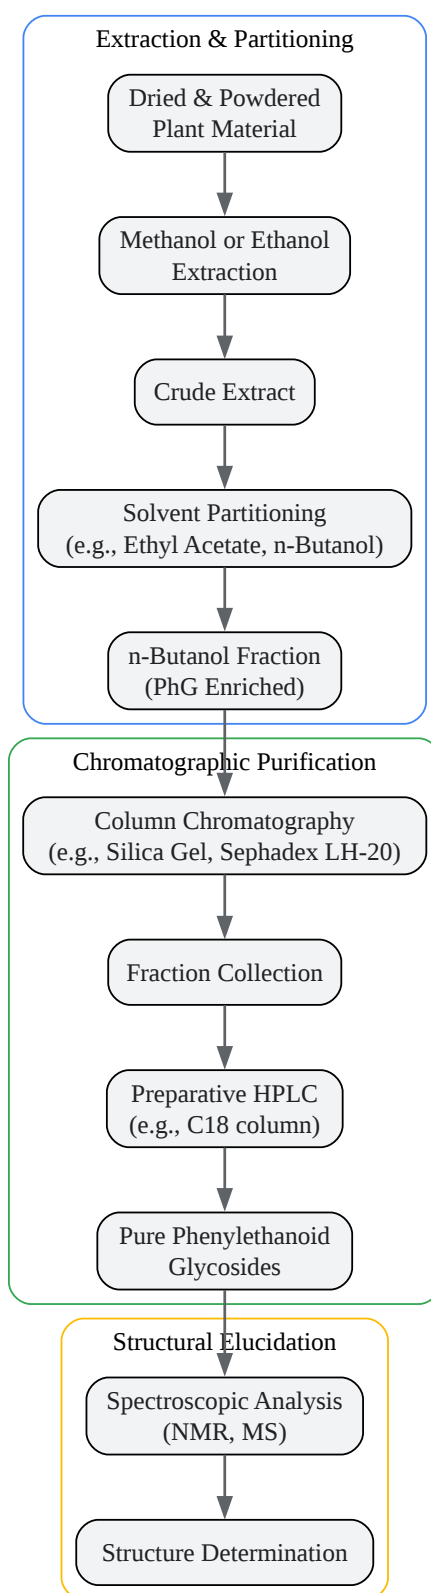 Extraction & Partitioning
Dried & Powdered
Plant Material
Methanol or Ethanol
Extraction
Crude Extract
Solvent Partitioning
(e.g., Ethyl Acetate, n-Butanol)
n-Butanol Fraction
(PhG Enriched)
Chromatographic Purification
Column Chromatography
(e.g., Silica Gel, Sephadex LH-20)
Fraction Collection
Preparative HPLC
(e.g., C18 column)
Pure Phenylethanoid
Glycosides
Structural Elucidation
Spectroscopic Analysis
(NMR, MS)
Structure Determination